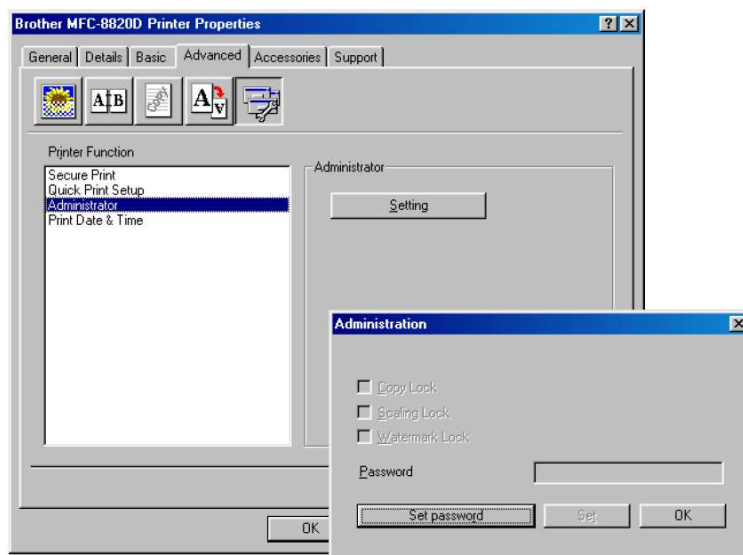 Brother MFC-8820D Printer Properties
General Details Basic Advanced Accessories Support
A B copy A A
Printer Function
Secure Print
Quick Print Setup
Administrator
Print Date & Time
Administrator
Setting
OK
Administration
Copy Lock
Scaling Lock
Watermark Lock
Password
Set password Set OK